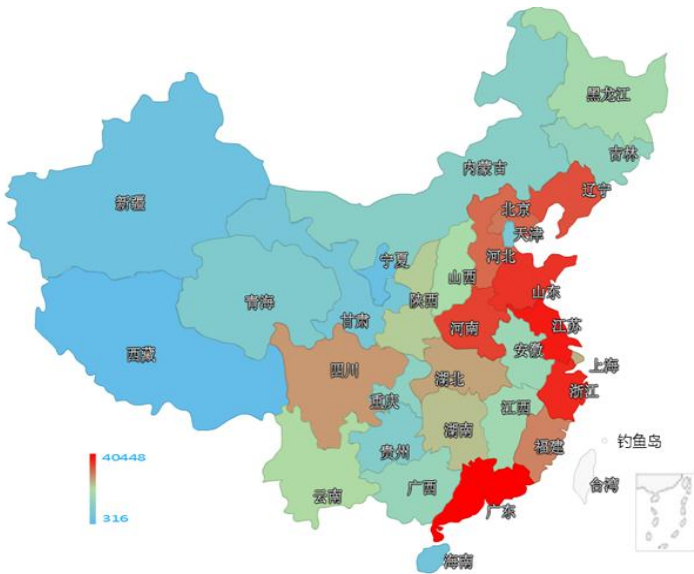 黑龙江
吉林
内蒙古
辽宁
新疆
北京
天津
宁夏
河北
山西
青海
陕西
山东
甘肃
河南
江苏
西藏
安徽
上海
四川
湖北
重庆
浙江
江西
湖南
福建
钓鱼岛
贵州
40448
广西
台湾
云南
广东
316
海南